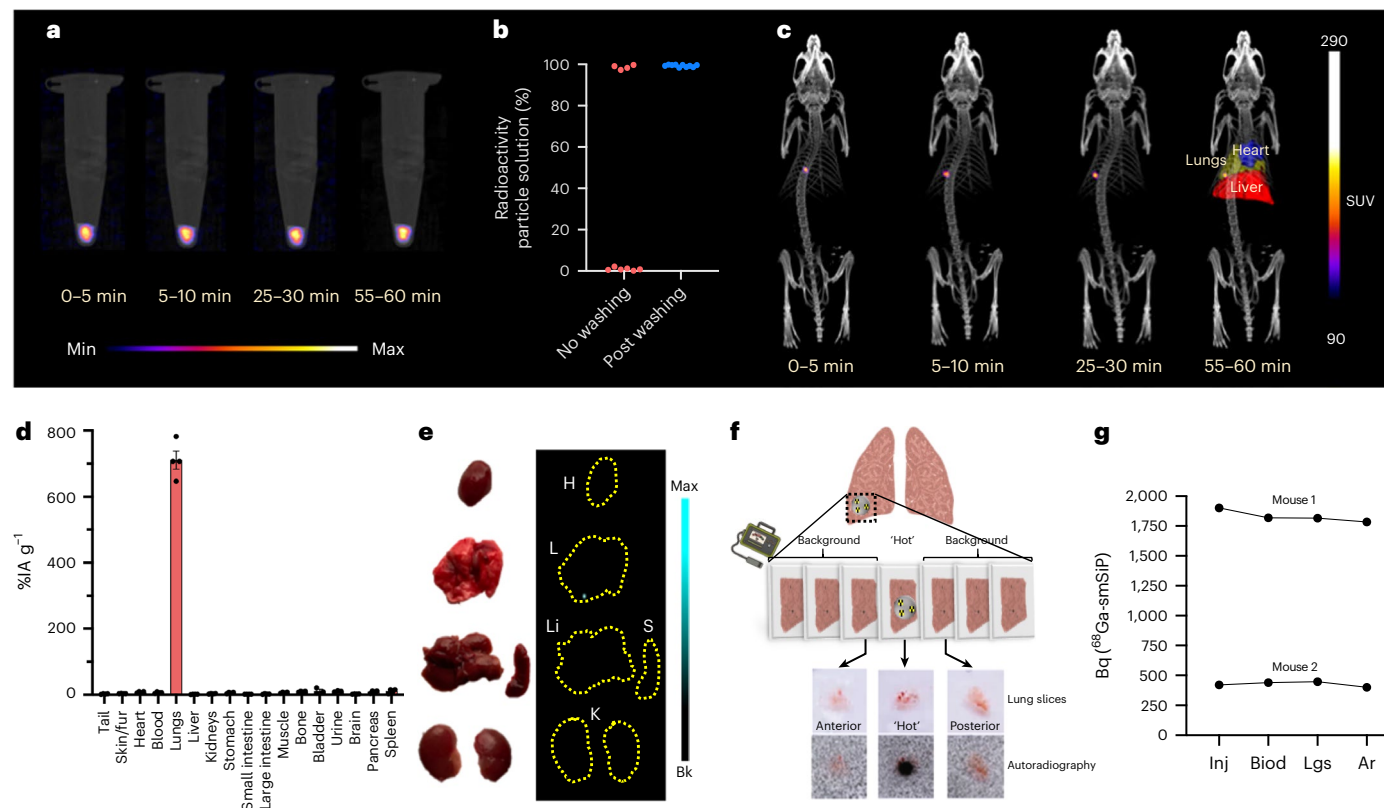 a
0–5 min
5–10 min
25–30 min
55–60 min
Min
Max
b
Radioactivity
particle solution (%)
100
80
60
40
20
0
No washing
Post washing
c
Lungs
Heart
Liver
0–5 min
5–10 min
25–30 min
55–60 min
290
SUV
90
d
%IA g⁻¹
800
600
400
200
0
Tail
Skin/fur
Heart
Blood
Lungs
Liver
Kidneys
Stomach
Small intestine
Large intestine
Muscle
Bone
Bladder
Urine
Brain
Pancreas
Spleen
e
H
L
Li
S
K
Max
Bk
f
Background
‘Hot’
Background
Lung slices
Anterior
‘Hot’
Posterior
Autoradiography
g
Bq (⁶⁸Ga-smSiP)
2,000
1,750
1,500
1,250
1,000
750
500
250
0
Mouse 1
Mouse 2
Inj
Biod
Lgs
Ar